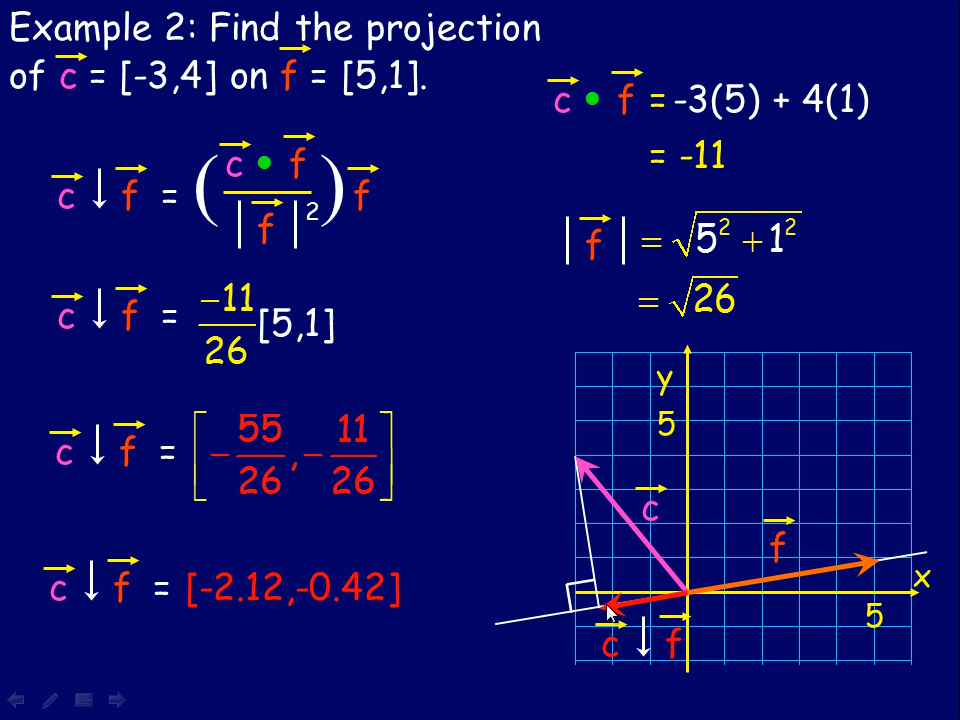 Example 2: Find the projection
of c⃗ = [-3,4] on f⃗ = [5,1].
c⃗ ↓ f⃗ = ( c⃗ • f⃗ / |f⃗|² ) f⃗
c⃗ ↓ f⃗ = −11/26 [5,1]
c⃗ ↓ f⃗ = [ − 55/26 , − 11/26 ]
c⃗ ↓ f⃗ = [-2.12,-0.42]
c⃗ • f⃗ = -3(5) + 4(1)
= -11
|f⃗| = √(5² + 1²)
= √26
y
5
c⃗
f⃗
x
5
c⃗ ↓ f⃗